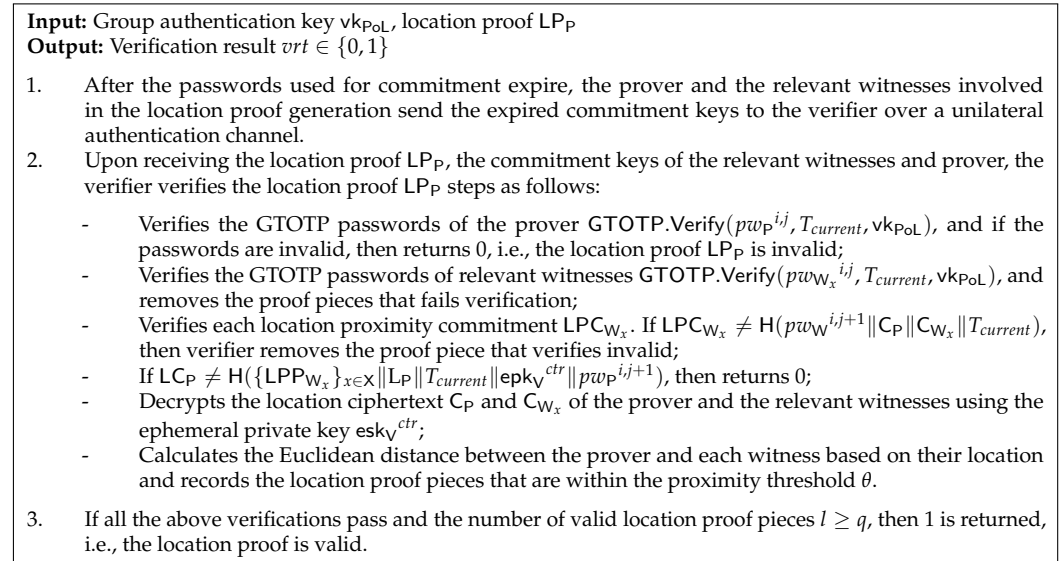 Input: Group authentication key vk_PoL, location proof LP_P
Output: Verification result vrt ∈ {0, 1}
1. After the passwords used for commitment expire, the prover and the relevant witnesses involved
in the location proof generation send the expired commitment keys to the verifier over a unilateral
authentication channel.
2. Upon receiving the location proof LP_P, the commitment keys of the relevant witnesses and prover, the
verifier verifies the location proof LP_P steps as follows:
- Verifies the GTOTP passwords of the prover GTOTP.Verify(pw_P^{i,j}, T_current, vk_PoL), and if the
passwords are invalid, then returns 0, i.e., the location proof LP_P is invalid;
- Verifies the GTOTP passwords of relevant witnesses GTOTP.Verify(pw_{W_x}^{i,j}, T_current, vk_PoL), and
removes the proof pieces that fails verification;
- Verifies each location proximity commitment LPC_{W_x}. If LPC_{W_x} ≠ H(pw_W^{i,j+1}‖C_P‖C_{W_x}‖T_current),
then verifier removes the proof piece that verifies invalid;
- If LC_P ≠ H({LPP_{W_x}}_{x∈X}‖L_P‖T_current‖epk_V^{ctr}‖pw_P^{i,j+1}), then returns 0;
- Decrypts the location ciphertext C_P and C_{W_x} of the prover and the relevant witnesses using the
ephemeral private key esk_V^{ctr};
- Calculates the Euclidean distance between the prover and each witness based on their location
and records the location proof pieces that are within the proximity threshold θ.
3. If all the above verifications pass and the number of valid location proof pieces l ≥ q, then 1 is returned,
i.e., the location proof is valid.